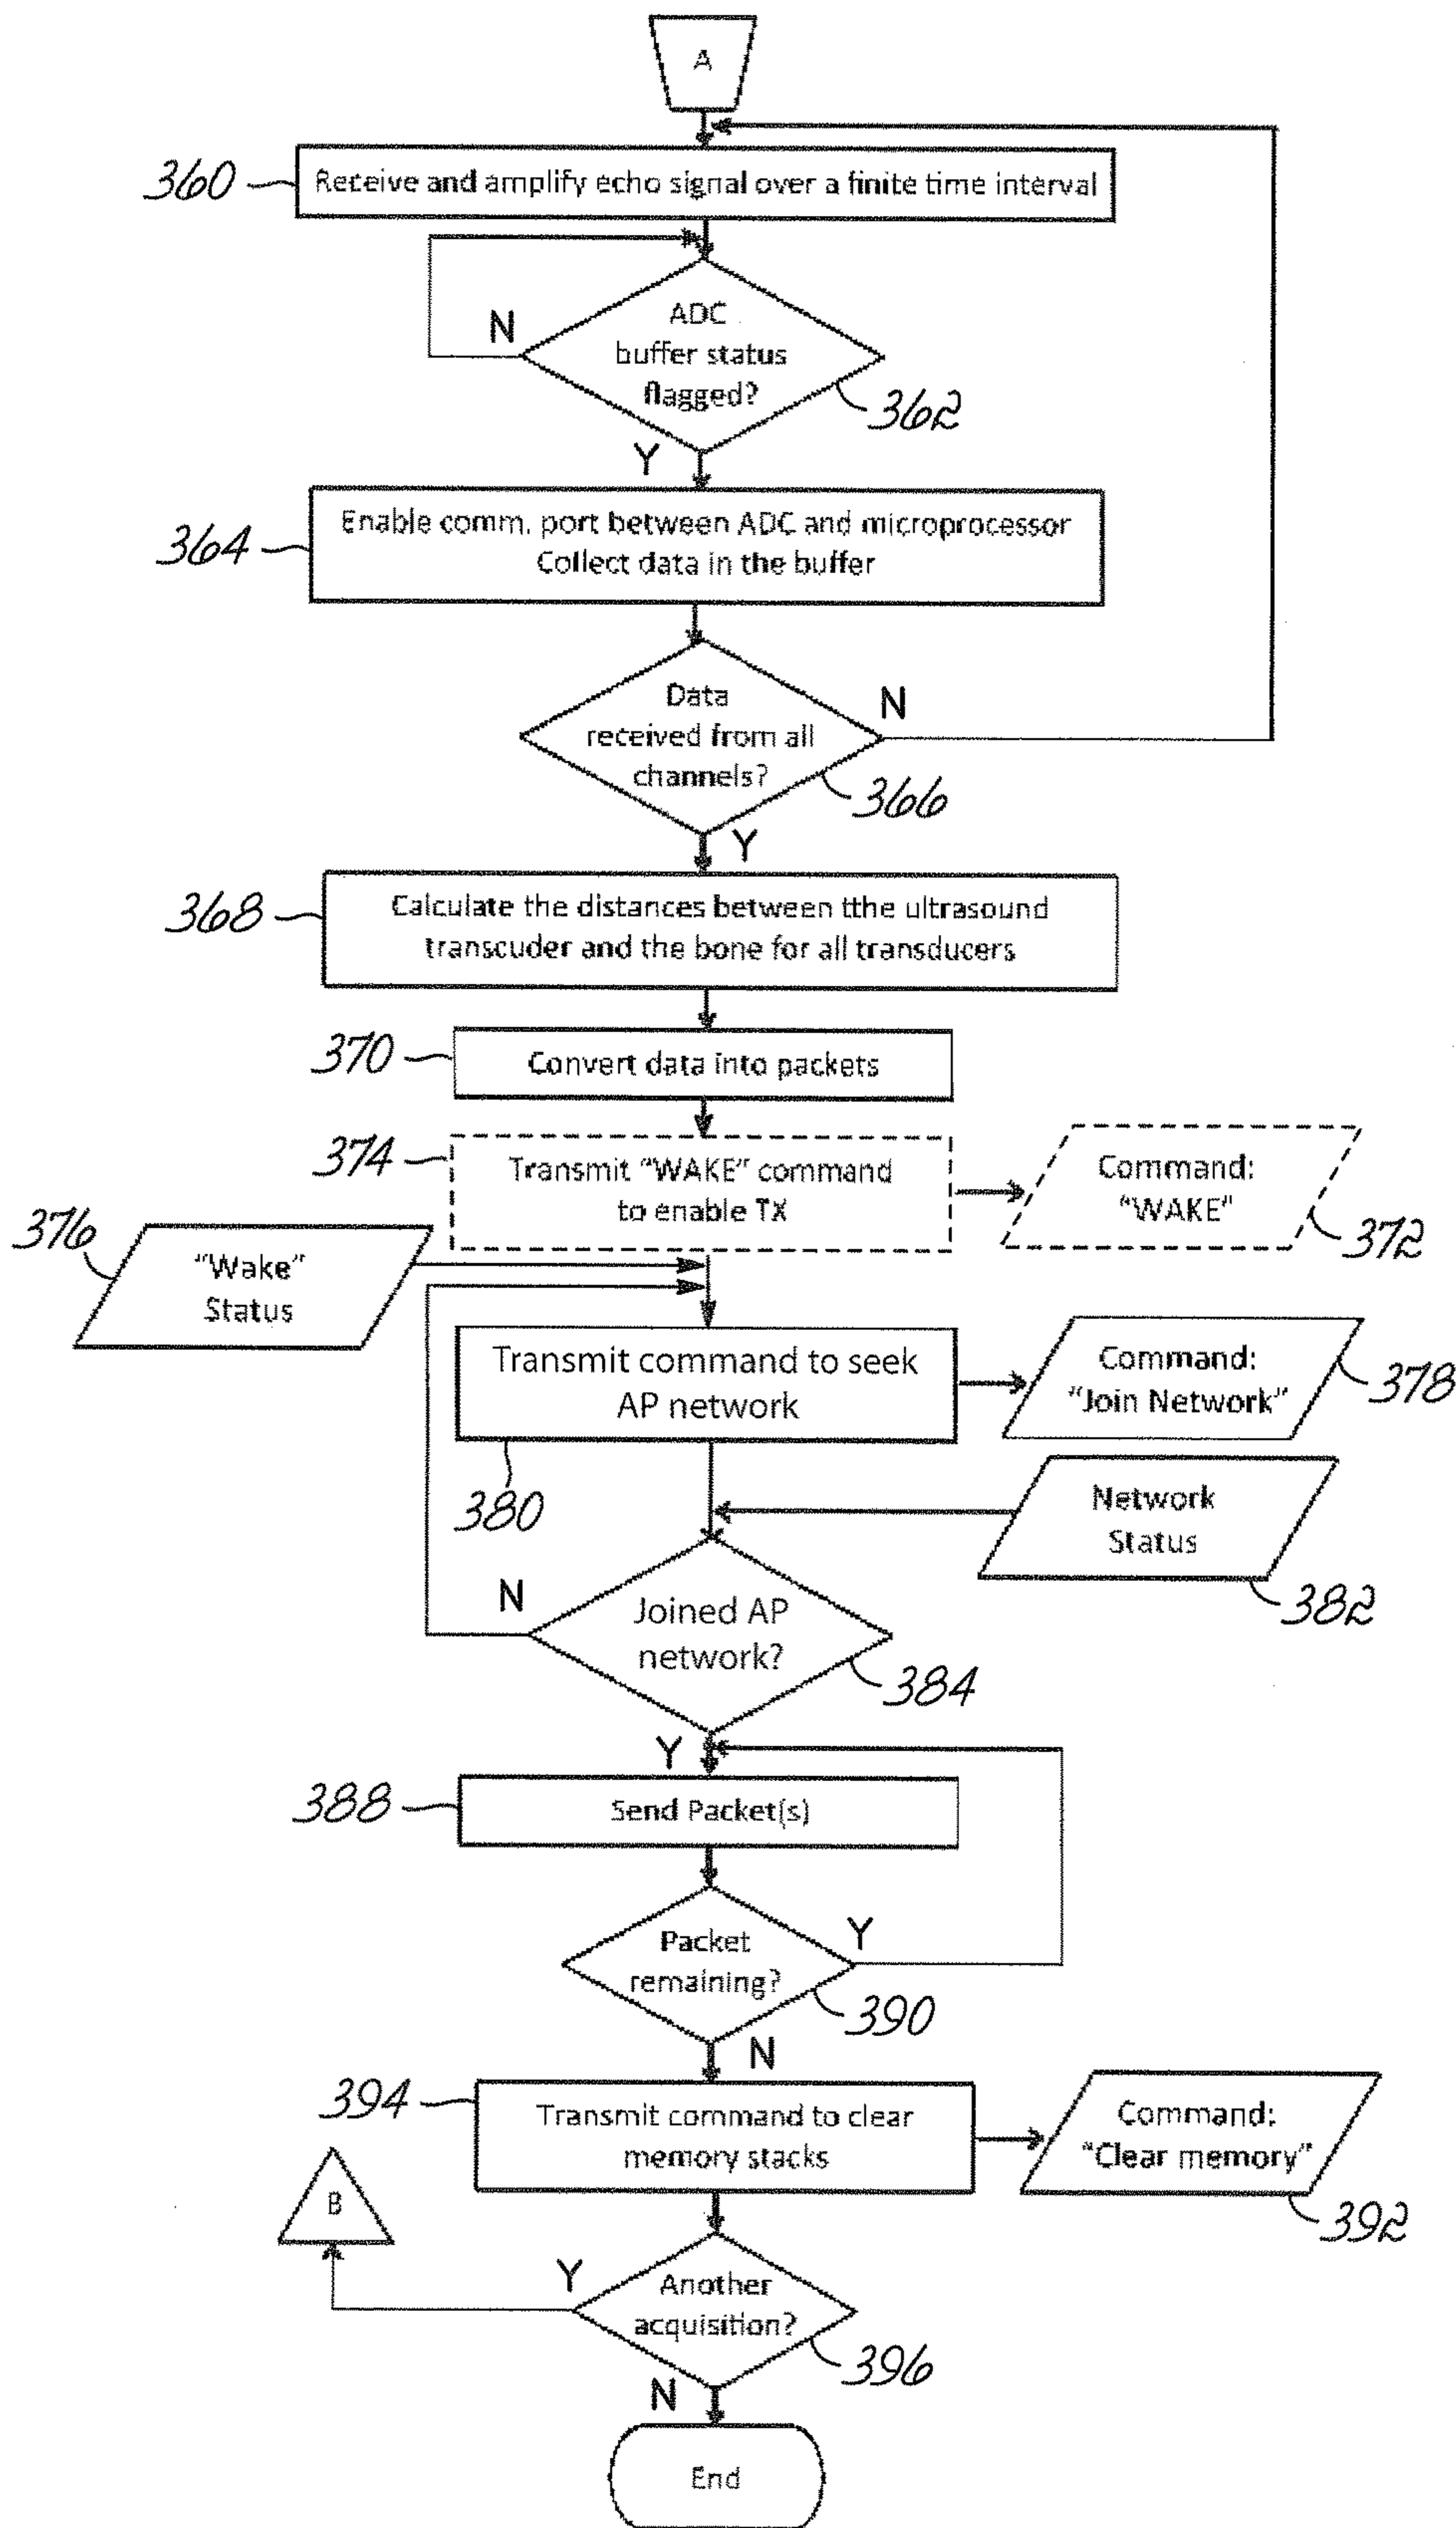 A
360
Receive and amplify echo signal over a finite time interval
N
ADC
buffer status
flagged?
362
Y
364
Enable comm. port between ADC and microprocessor
Collect data in the buffer
Data
received from all
channels?
N
366
Y
368
Calculate the distances between tthe ultrasound
transcuder and the bone for all transducers
370
Convert data into packets
374
Transmit "WAKE" command
to enable TX
Command:
"WAKE"
372
376
"Wake"
Status
Transmit command to seek
AP network
380
Command:
"Join Network"
378
Network
Status
382
N
Joined AP
network?
384
Y
388
Send Packet(s)
Packet
remaining?
Y
390
N
394
Transmit command to clear
memory stacks
Command:
"Clear memory"
392
B
Y
Another
acquisition?
396
N
End